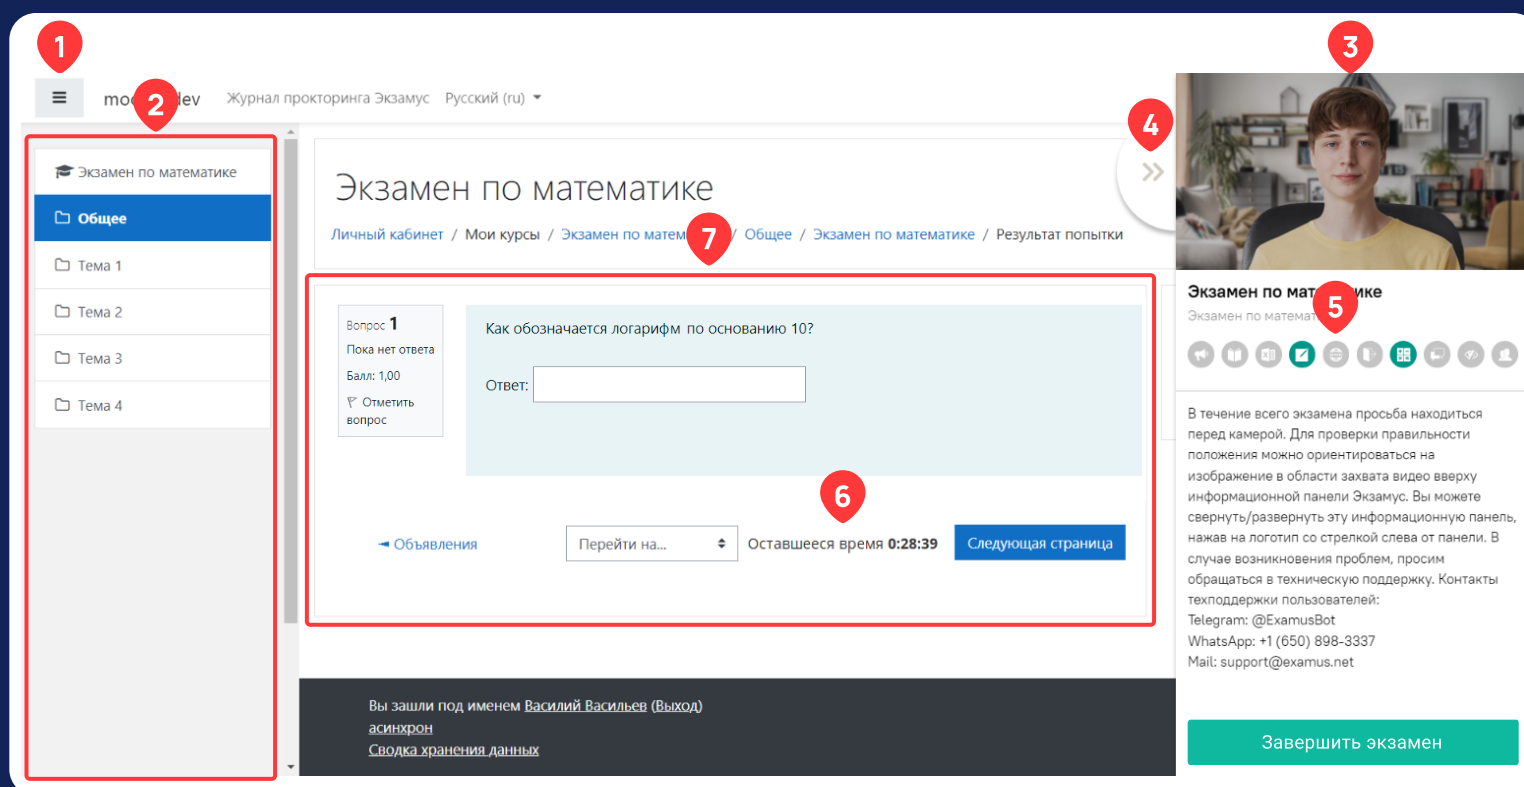 1
2
3
4
mo
ev
Журнал прокторинга Экзамус
Русский (ru)
Экзамен по математике
Общее
Тема 1
Тема 2
Тема 3
Тема 4
Экзамен по математике
7
Личный кабинет / Мои курсы / Экзамен по / Общее / Экзамен по математике / Результат попытки
Вопрос 1
Пока нет ответа
Балл: 1,00
Отметить
вопрос
Как обозначается логарифм по основанию 10?
Ответ:
6
Объявления
Перейти на...
Оставшееся время 0:28:39
Следующая страница
Вы зашли под именем Василий Васильев (Выход)
асинхрон
Сводка хранения данных
Экзамен по
5
Экзамен по
В течение всего экзамена просьба находиться
перед камерой. Для проверки правильности
положения можно ориентироваться на
изображение в области захвата видео вверху
информационной панели Экзамус. Вы можете
свернуть/развернуть эту информационную панель,
нажав на логотип со стрелкой слева от панели. В
случае возникновения проблем, просим
обращаться в техническую поддержку. Контакты
техподдержки пользователей:
Telegram: @ExamusBot
WhatsApp: +1 (650) 898-3337
Mail: support@examus.net
Завершить экзамен